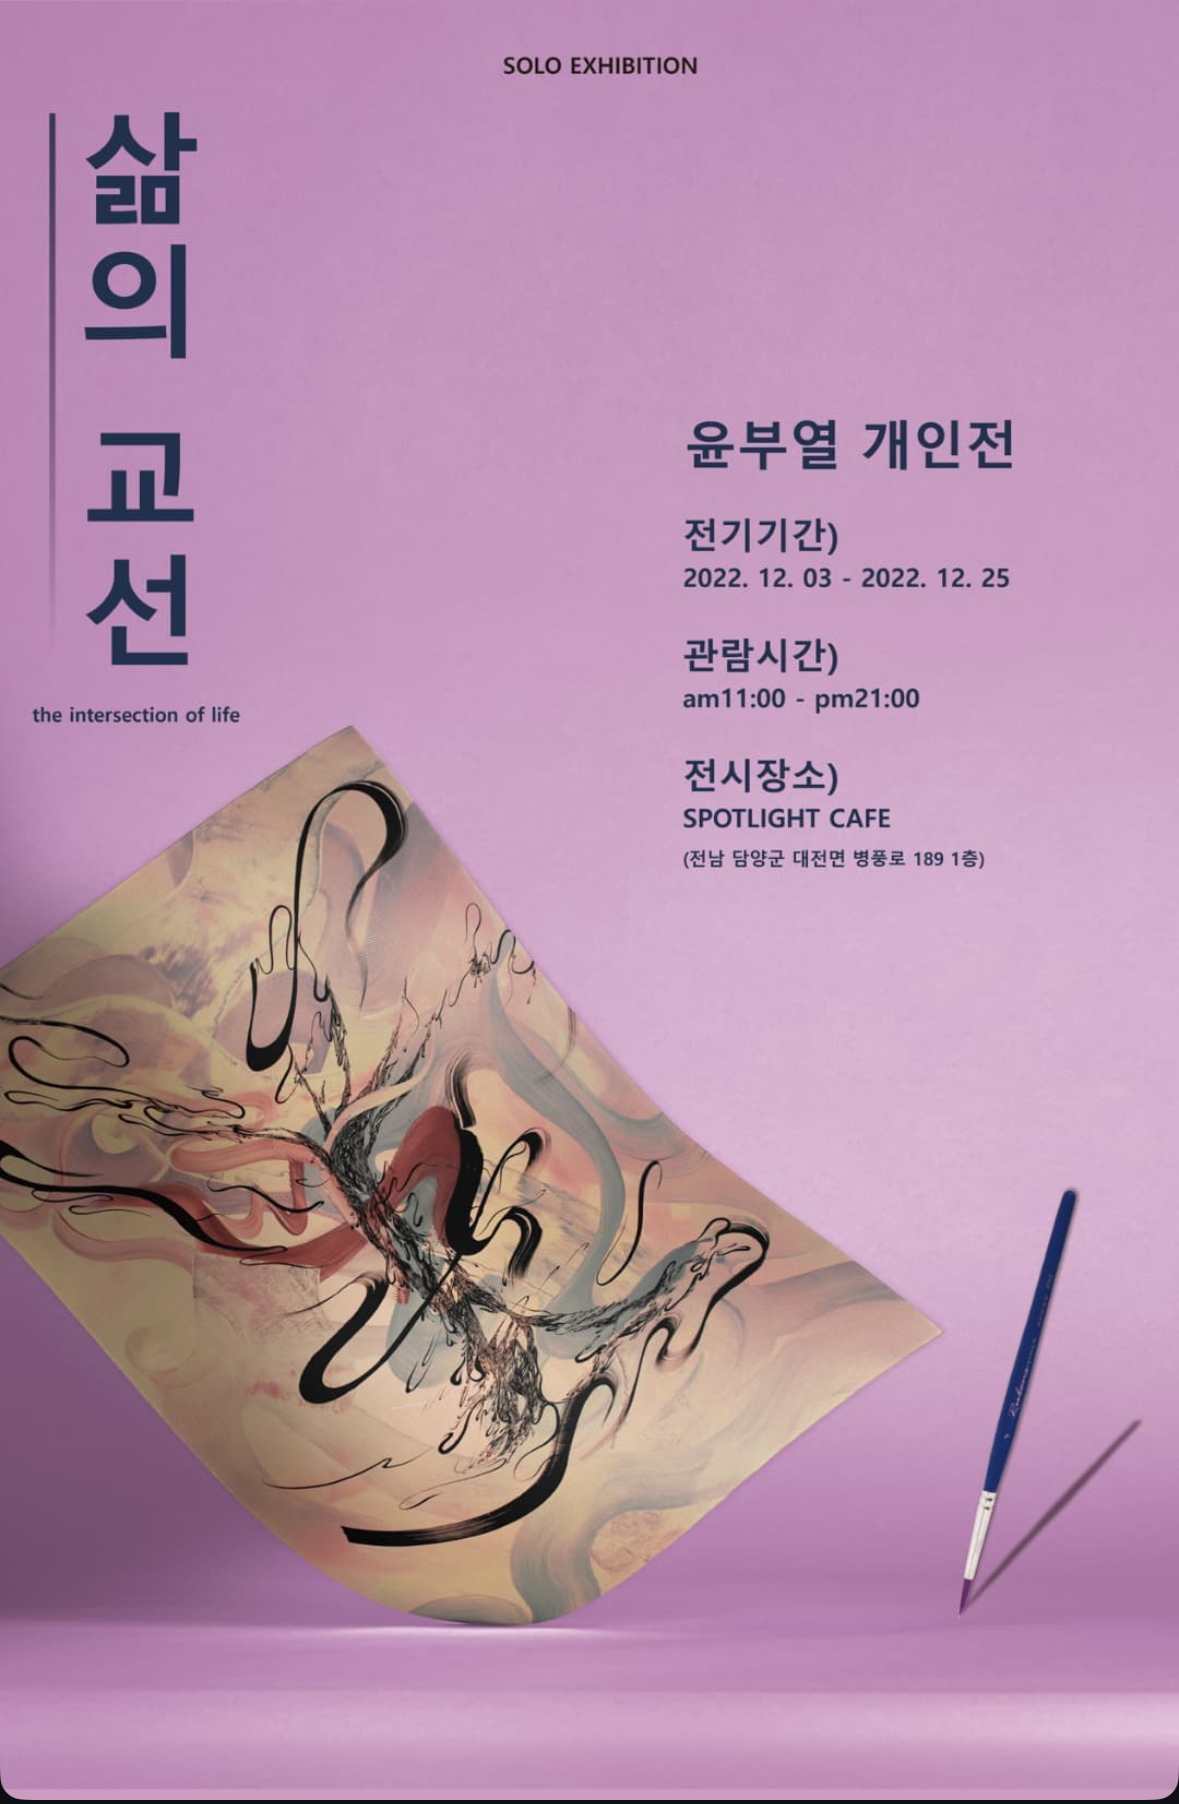 SOLO EXHIBITION
삶의 교선
the intersection of life
윤부열 개인전
전기기간)
2022. 12. 03 - 2022. 12. 25
관람시간)
am11:00 - pm21:00
전시장소)
SPOTLIGHT CAFE
(전남 담양군 대전면 병풍로 189 1층)